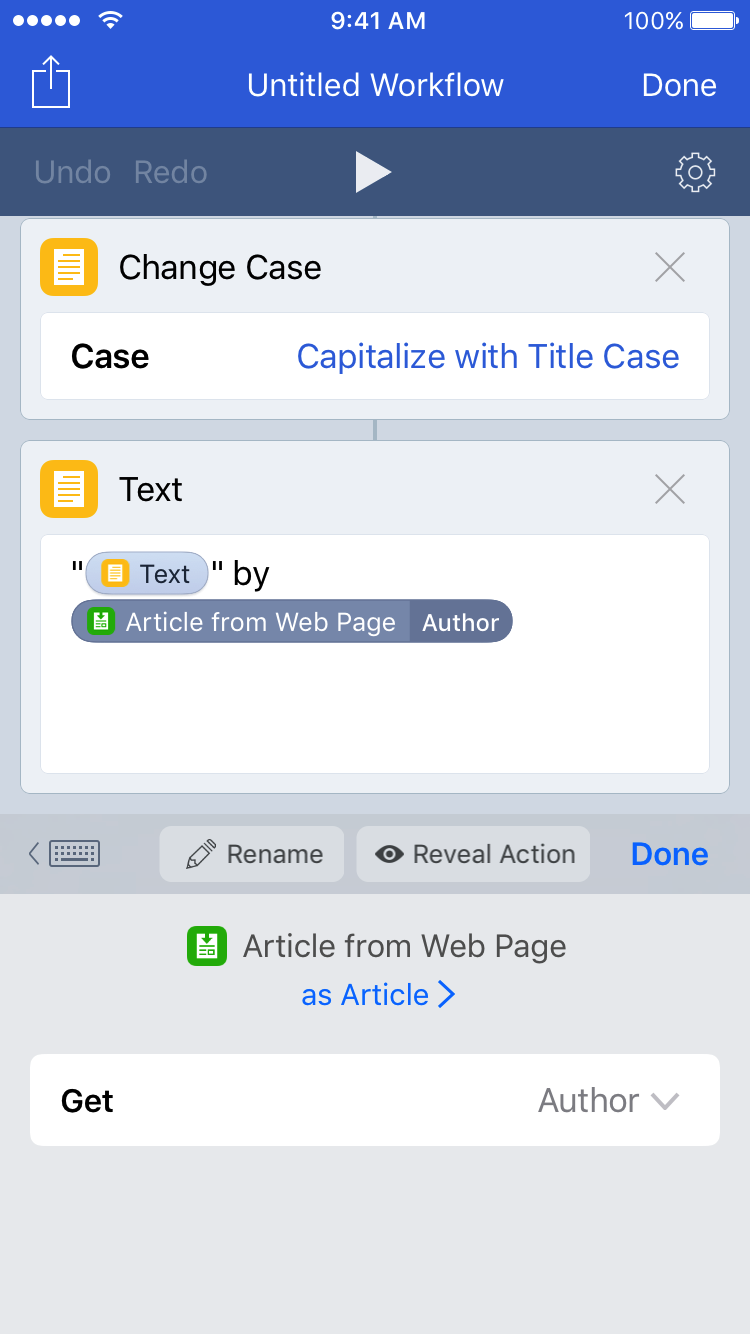 9:41 AM 100%
Untitled Workflow Done
Undo Redo
Change Case
Case Capitalize with Title Case
Text
"Text" by
Article from Web Page Author
Rename Reveal Action Done
Article from Web Page
as Article
Get Author